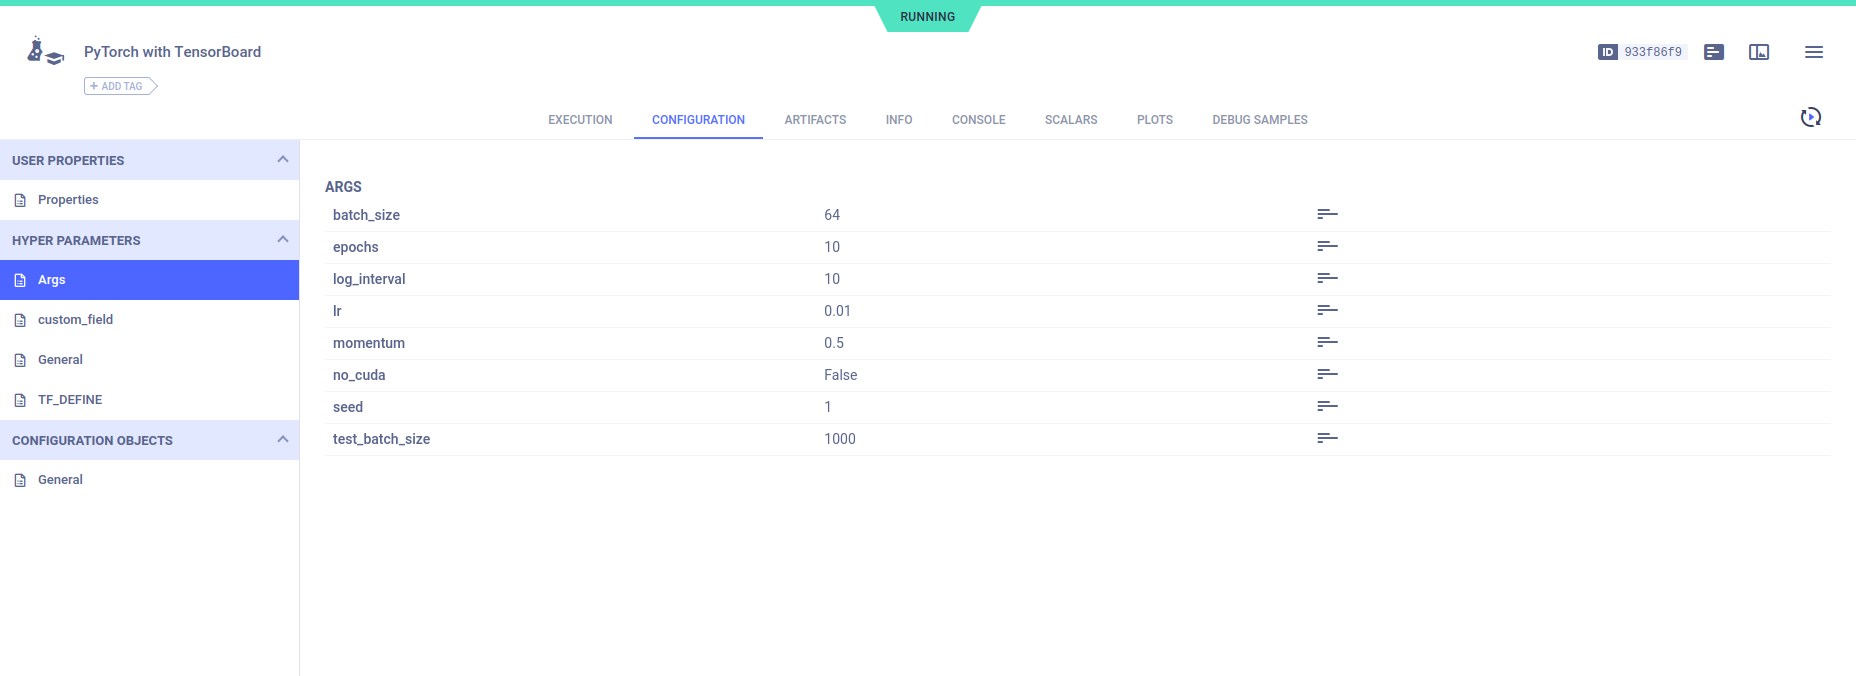 RUNNING
PyTorch with TensorBoard
ID 933f86f9
+ ADD TAG
EXECUTION CONFIGURATION ARTIFACTS INFO CONSOLE SCALARS PLOTS DEBUG SAMPLES
USER PROPERTIES
Properties
HYPER PARAMETERS
Args
custom_field
General
TF_DEFINE
CONFIGURATION OBJECTS
General
ARGS
batch_size 64
epochs 10
log_interval 10
lr 0.01
momentum 0.5
no_cuda False
seed 1
test_batch_size 1000